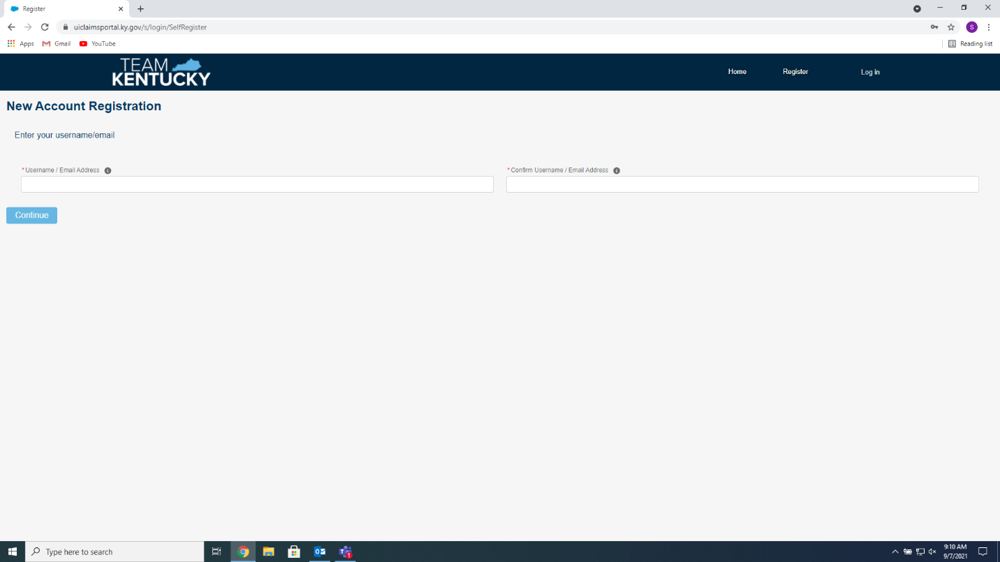 Register
uiclaimsportal.ky.gov/s/login/SelfRegister
S
Apps
Gmail
YouTube
Reading list
TEAM
KENTUCKY
Home
Register
Log in
New Account Registration
Enter your username/email
* Username / Email Address
* Confirm Username / Email Address
Continue
Type here to search
1
9:10 AM
9/7/2021